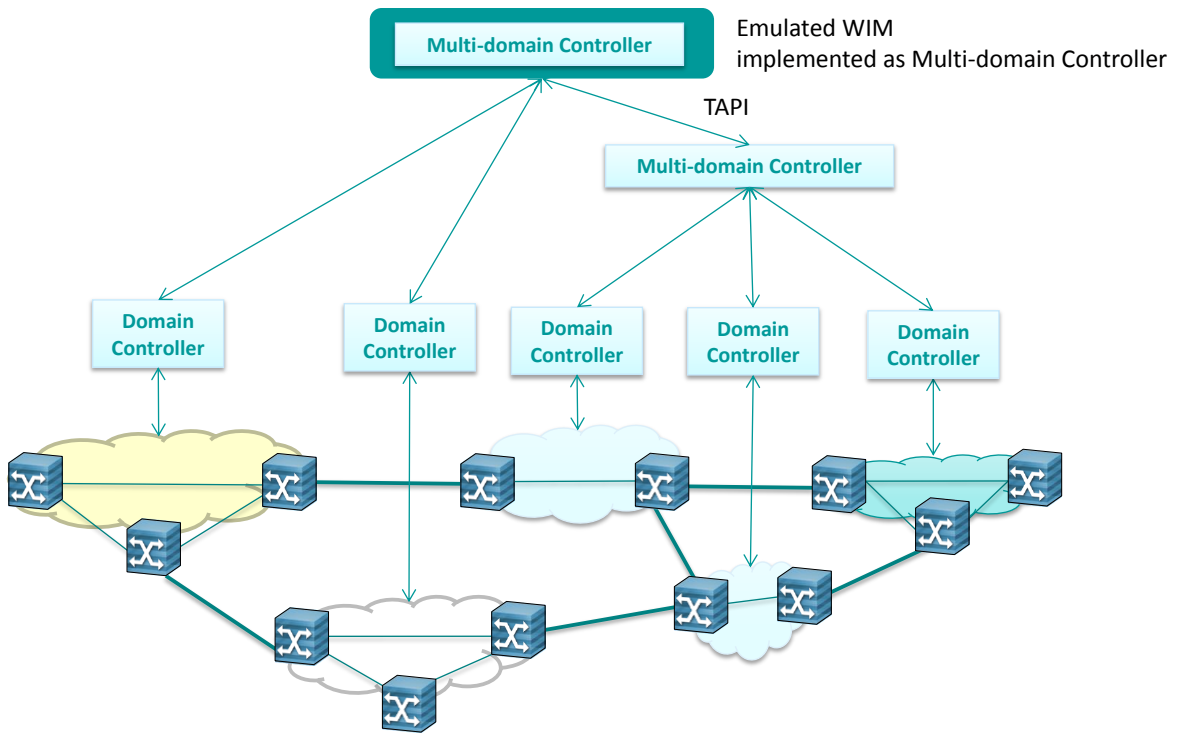 Multi-domain Controller
Emulated WIM
implemented as Multi-domain Controller
TAPI
Multi-domain Controller
Domain
Controller
Domain
Controller
Domain
Controller
Domain
Controller
Domain
Controller